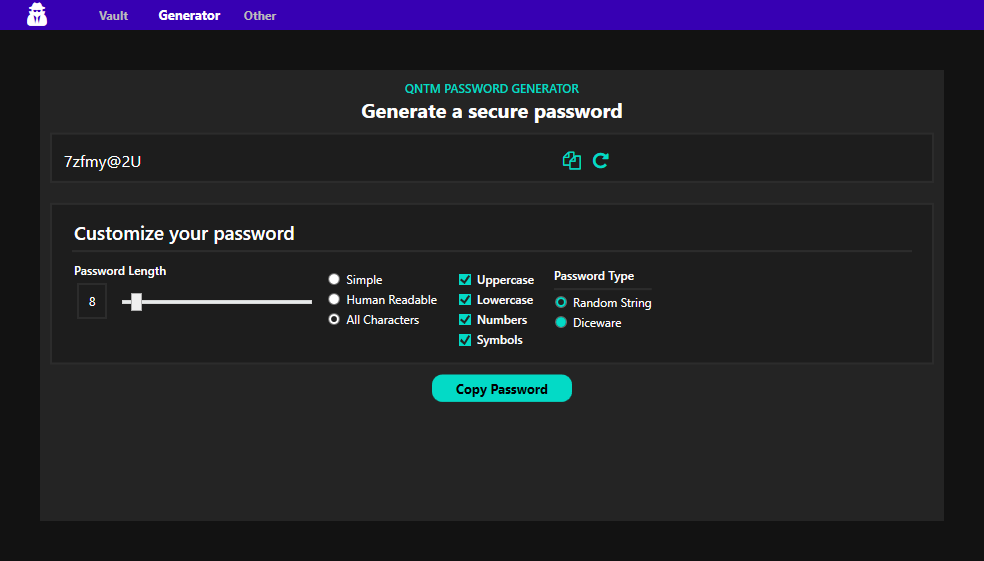 Vault Generator Other
QNTM PASSWORD GENERATOR
Generate a secure password
7zfmy@2U
Customize your password
Password Length
8
Simple
Human Readable
All Characters
Uppercase
Lowercase
Numbers
Symbols
Password Type
Random String
Diceware
Copy Password